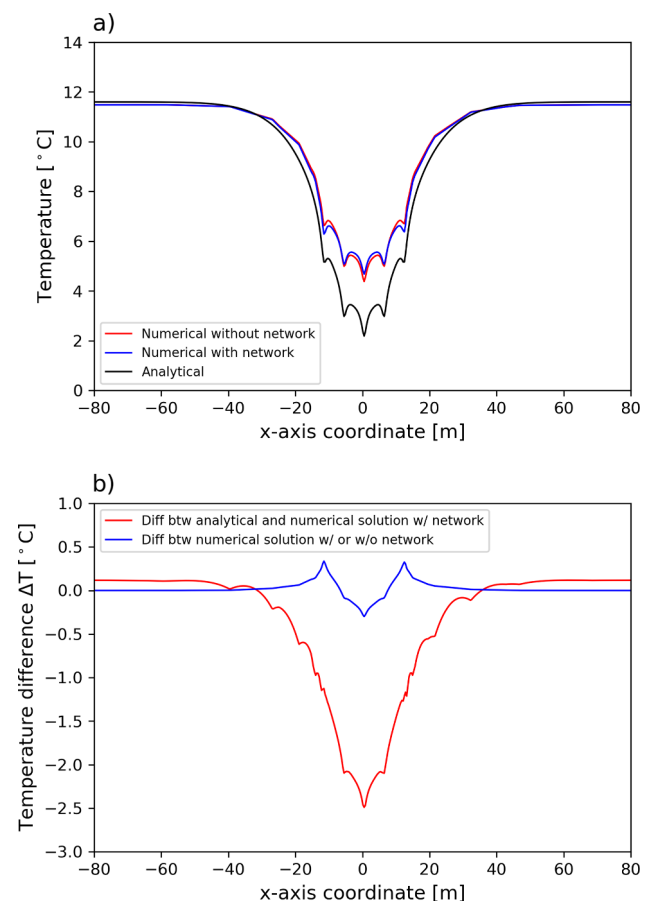 a)
14
12
10
8
6
4
2
0
Temperature [°C]
Numerical without network
Numerical with network
Analytical
−80 −60 −40 −20 0 20 40 60 80
x-axis coordinate [m]
b)
1.0
0.5
0.0
−0.5
−1.0
−1.5
−2.0
−2.5
−3.0
Temperature difference ΔT [°C]
Diff btw analytical and numerical solution w/ network
Diff btw numerical solution w/ or w/o network
−80 −60 −40 −20 0 20 40 60 80
x-axis coordinate [m]